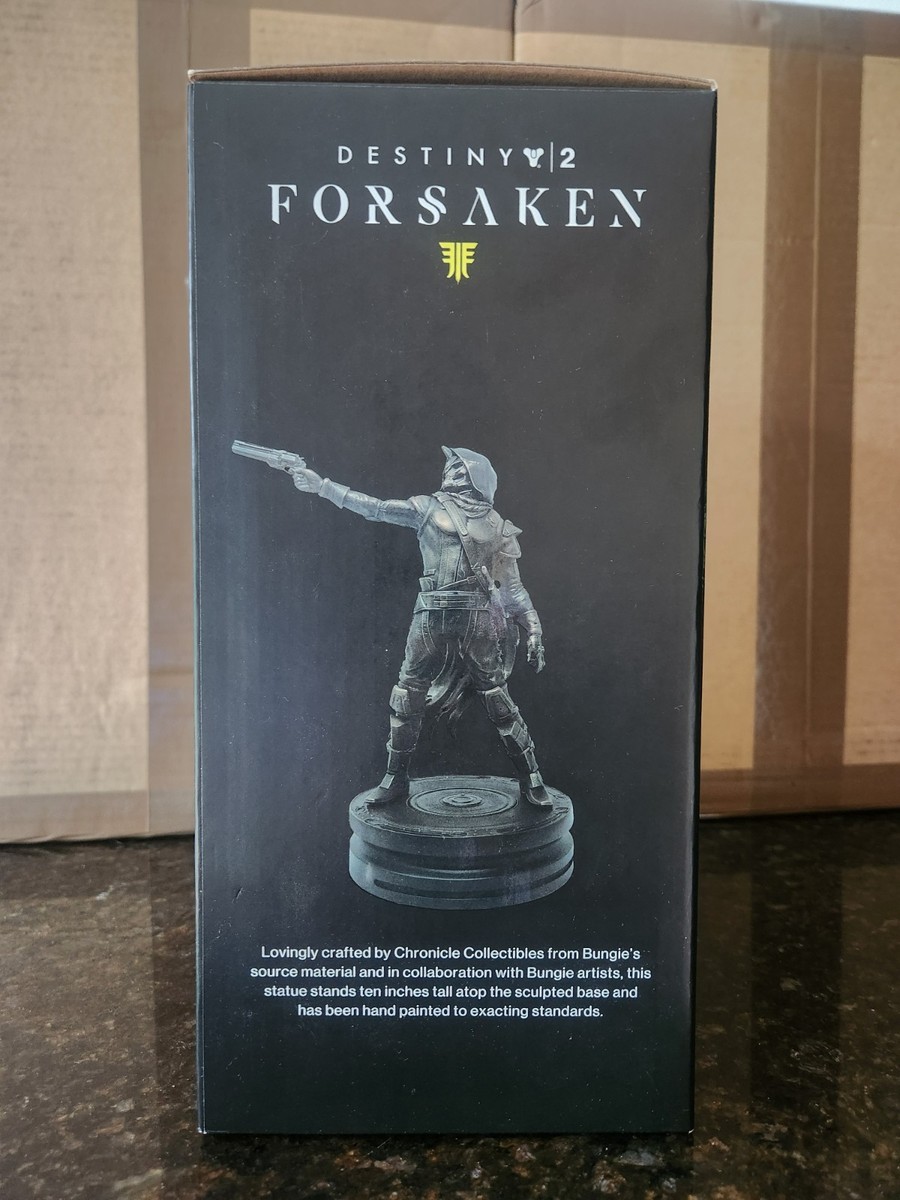 DESTINY 2
FORSAKEN
Lovingly crafted by Chronicle Collectibles from Bungie's
source material and in collaboration with Bungie artists, this
statue stands ten inches tall atop the sculpted base and
has been hand painted to exacting standards.